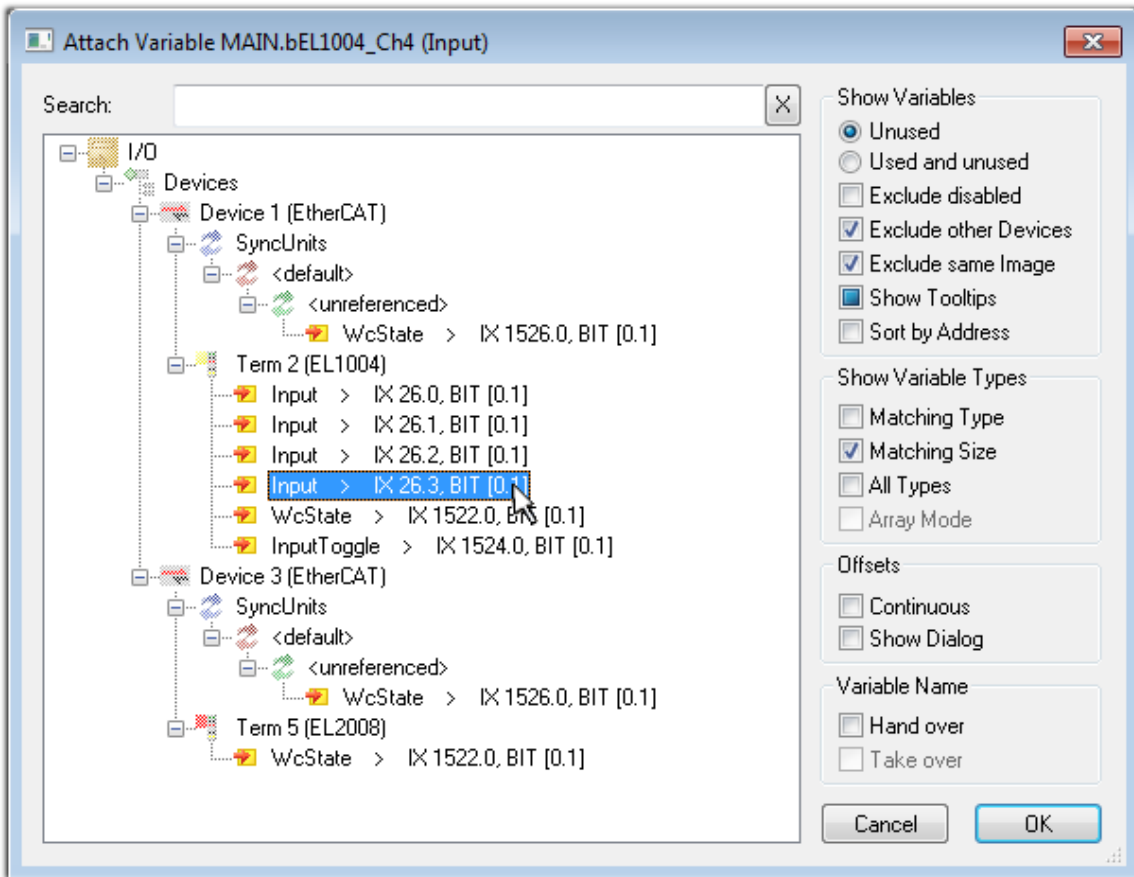 Attach Variable MAIN.bEL1004_Ch4 (Input)
Search:
I/O
Devices
Device 1 (EtherCAT)
SyncUnits
<default>
<unreferenced>
WcState > IX 1526.0, BIT [0.1]
Term 2 (EL1004)
Input > IX 26.0, BIT [0.1]
Input > IX 26.1, BIT [0.1]
Input > IX 26.2, BIT [0.1]
Input > IX 26.3, BIT [0.1]
WcState > IX 1522.0, BIT [0.1]
InputToggle > IX 1524.0, BIT [0.1]
Device 3 (EtherCAT)
SyncUnits
<default>
<unreferenced>
WcState > IX 1526.0, BIT [0.1]
Term 5 (EL2008)
WcState > IX 1522.0, BIT [0.1]
Show Variables
Unused
Used and unused
Exclude disabled
Exclude other Devices
Exclude same Image
Show Tooltips
Sort by Address
Show Variable Types
Matching Type
Matching Size
All Types
Array Mode
Offsets
Continuous
Show Dialog
Variable Name
Hand over
Take over
Cancel
OK